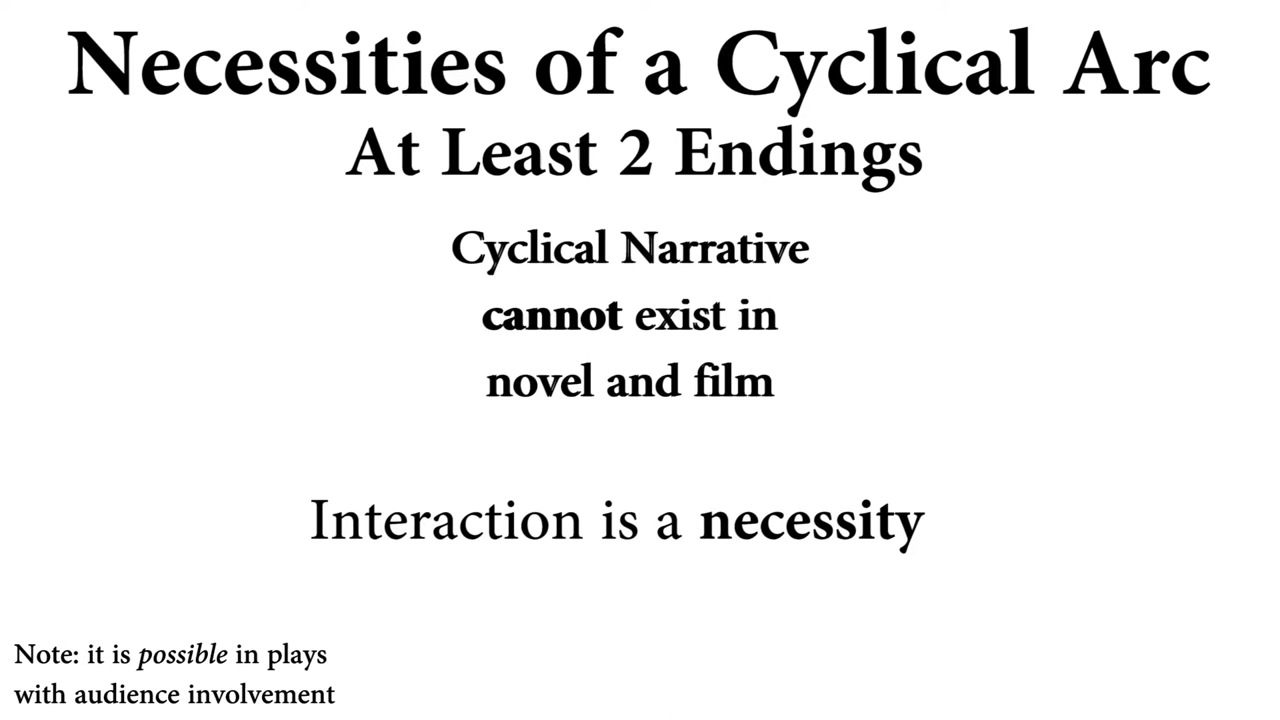 Necessities of a Cyclical Arc
At Least 2 Endings
Cyclical Narrative
cannot exist in
novel and film
Interaction is a necessity
Note: it is possible in plays
with audience involvement